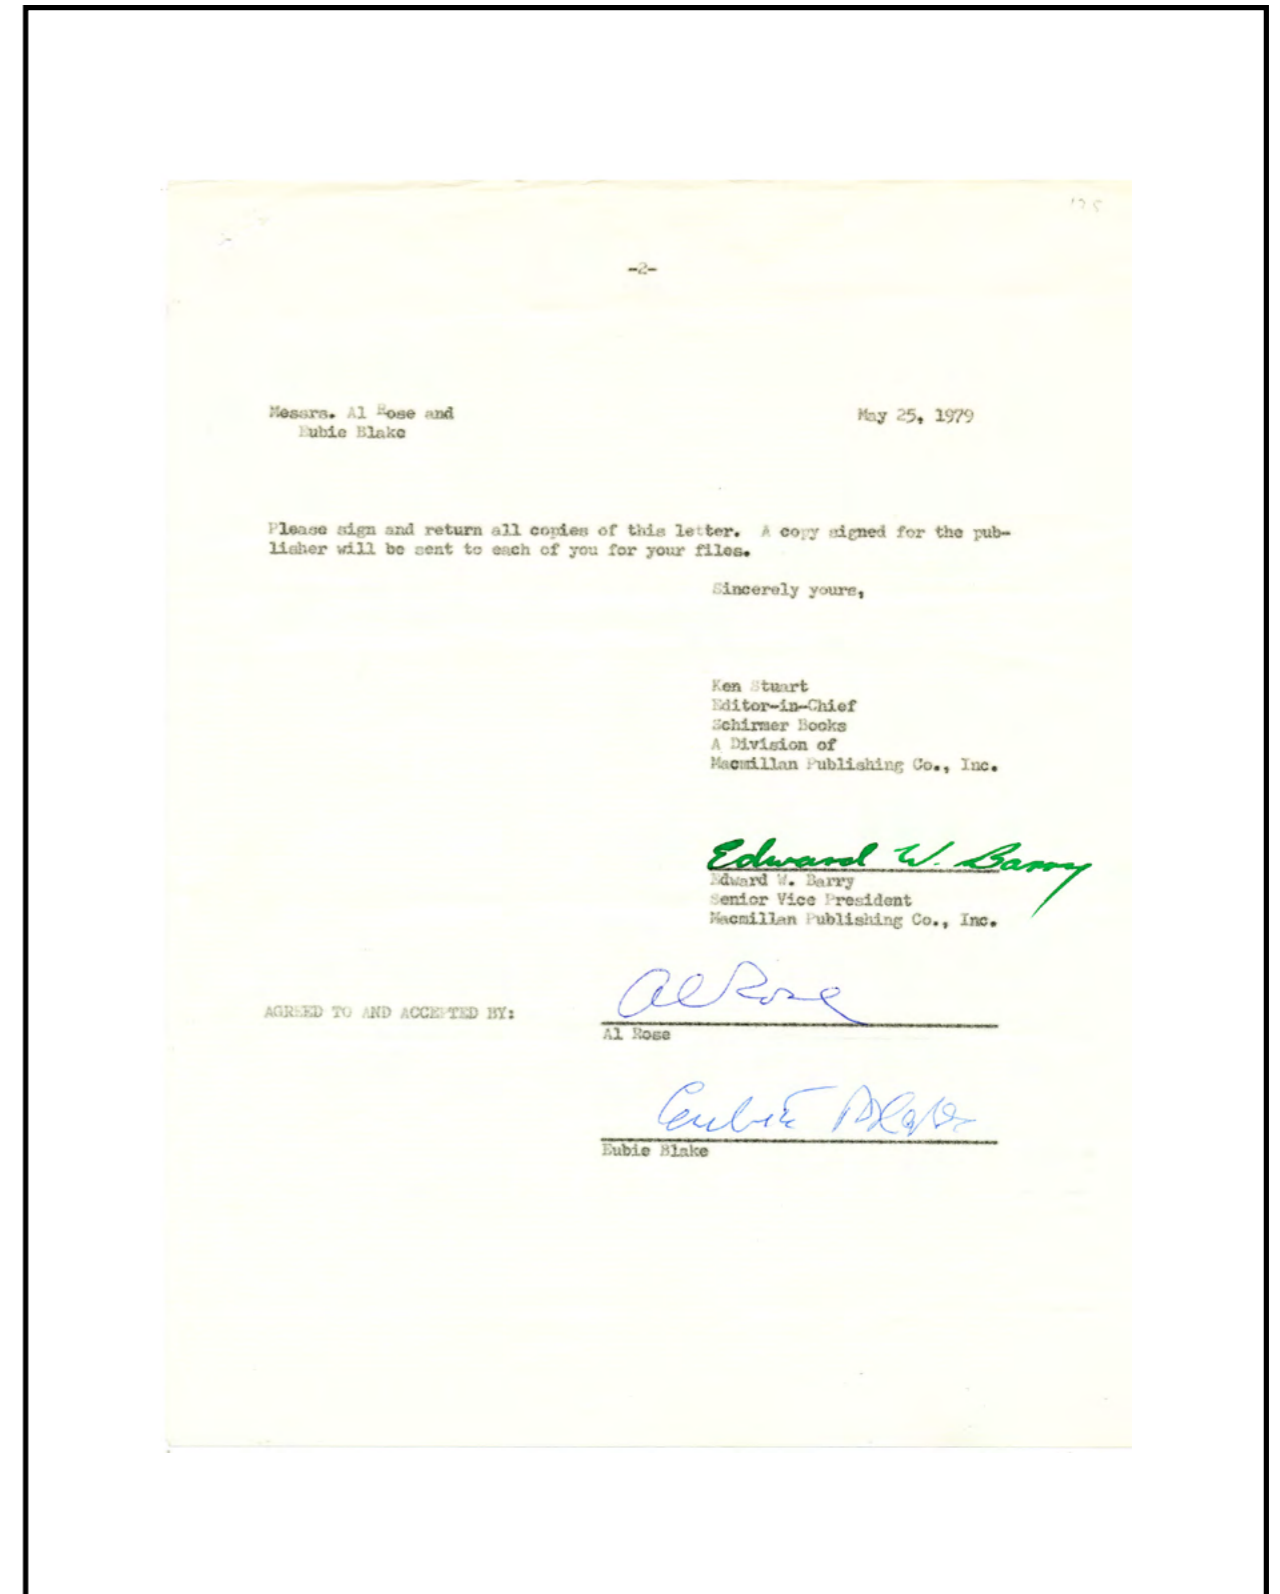 -2-
Messrs. Al Rose and
Eubie Blake
May 25, 1979
Please sign and return all copies of this letter. A copy signed for the pub-
lisher will be sent to each of you for your files.
Sincerely yours,
Ken Stuart
Editor-in-Chief
Schirmer Books
A Division of
Macmillan Publishing Co., Inc.
Edward W. Barry
Edward W. Barry
Senior Vice President
Macmillan Publishing Co., Inc.
Al Rose
AGREED TO AND ACCEPTED BY:
Al Rose
Eubie Blake
Eubie Blake